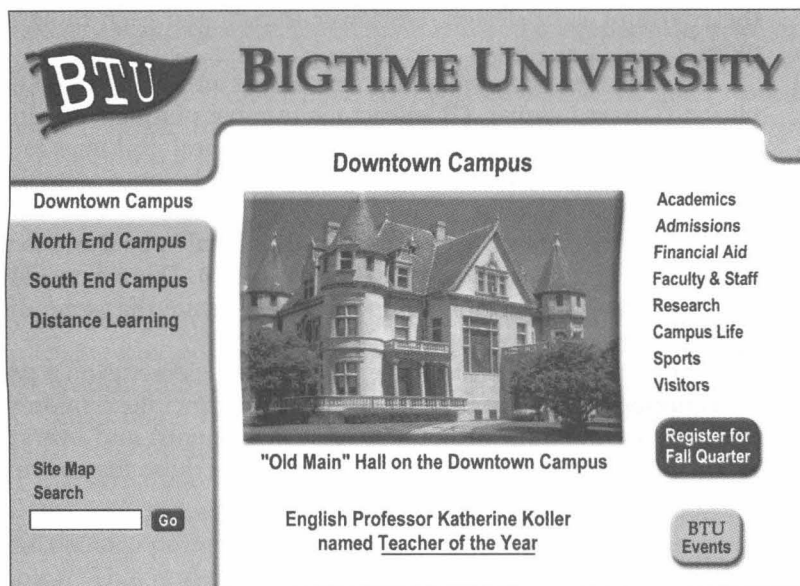 BTU
BIGTIME UNIVERSITY
Downtown Campus
North End Campus
South End Campus
Distance Learning
Site Map
Search
Go
Downtown Campus
"Old Main" Hall on the Downtown Campus
English Professor Katherine Koller
named Teacher of the Year
Academics
Admissions
Financial Aid
Faculty & Staff
Research
Campus Life
Sports
Visitors
Register for
Fall Quarter
BTU
Events